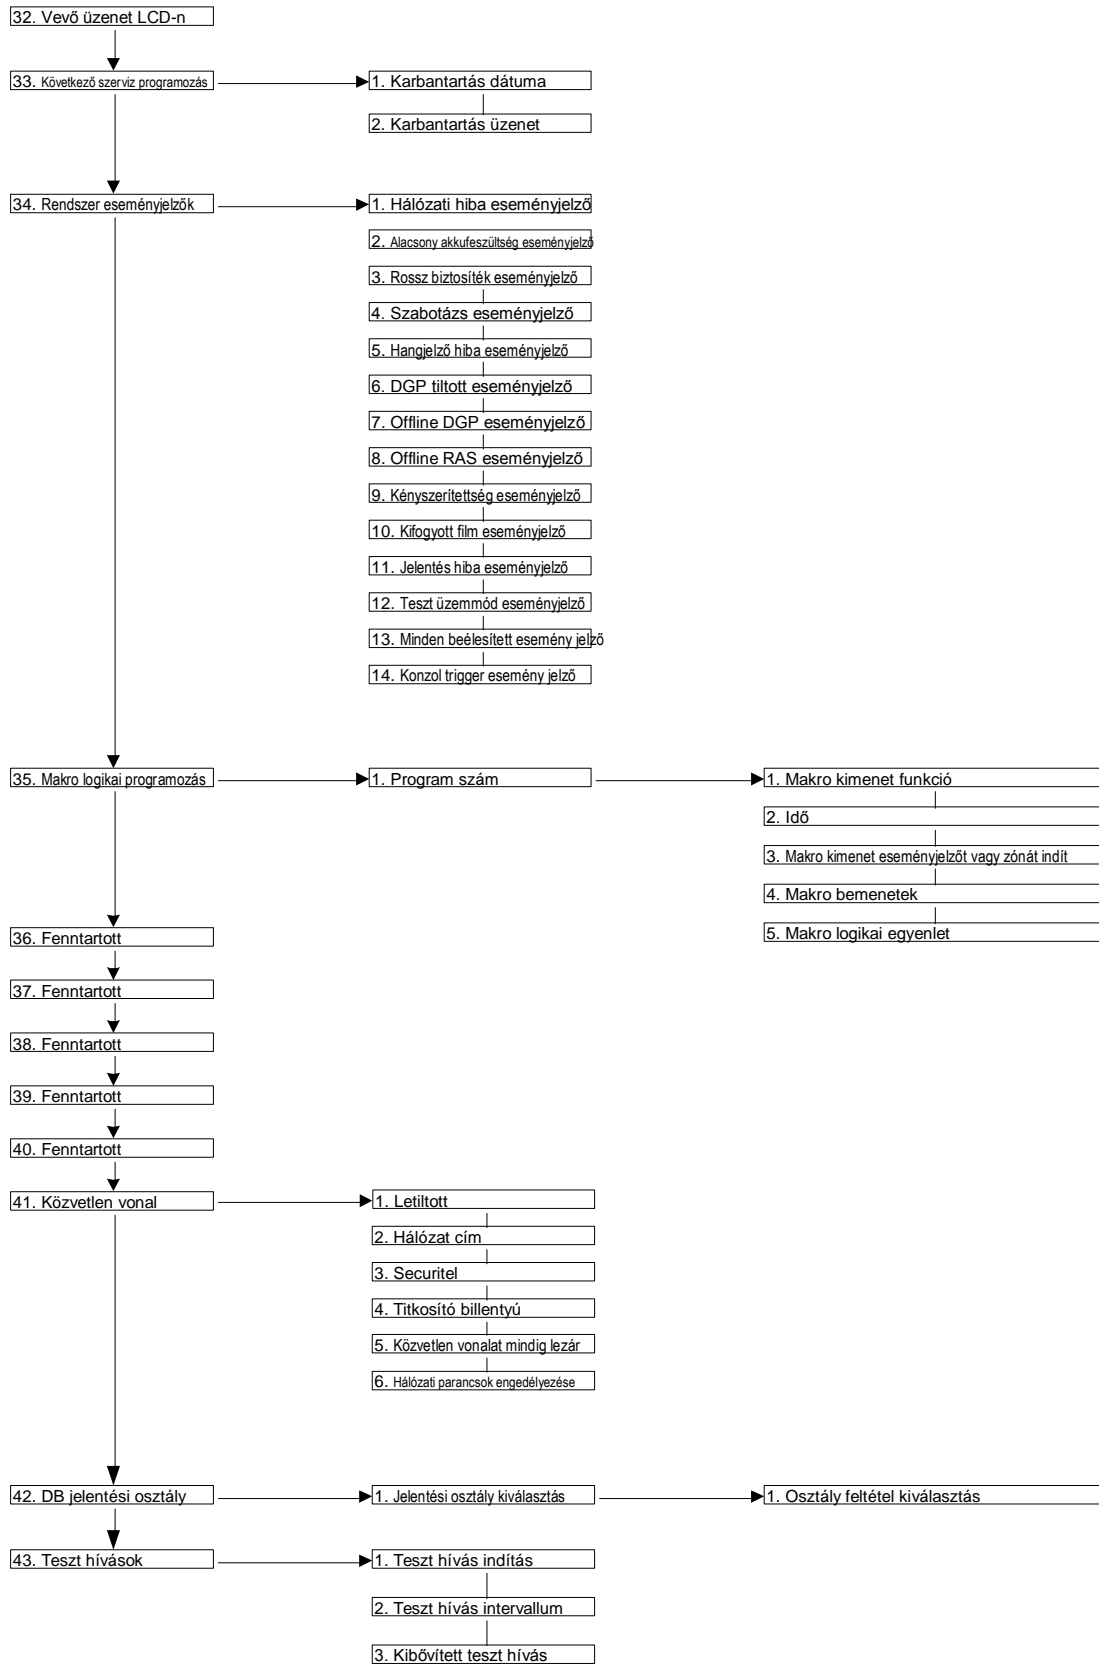 32. Vevő üzenet LCD-n
33. Következő szerviz programozás
1. Karbantartás dátuma
2. Karbantartás üzenet
34. Rendszer eseményjelzők
1. Hálózati hiba eseményjelző
2. Alacsony akkufeszültség eseményjelző
3. Rossz biztosíték eseményjelző
4. Szabotázs eseményjelző
5. Hangjelző hiba eseményjelző
6. DGP tiltott eseményjelző
7. Offline DGP eseményjelző
8. Offline RAS eseményjelző
9. Kényszerítettség eseményjelző
10. Kifogyott film eseményjelző
11. Jelentés hiba eseményjelző
12. Teszt üzemmód eseményjelző
13. Minden beélesített esemény jelző
14. Konzol trigger esemény jelző
35. Makro logikai programozás
1. Program szám
1. Makro kimenet funkció
2. Idő
3. Makro kimenet eseményjelzőt vagy zónát indít
4. Makro bemenetek
5. Makro logikai egyenlet
36. Fenntartott
37. Fenntartott
38. Fenntartott
39. Fenntartott
40. Fenntartott
41. Közvetlen vonal
1. Letiltott
2. Hálózat cím
3. Securitel
4. Titkosító billentyú
5. Közvetlen vonalat mindig lezár
6. Hálózati parancsok engedélyezése
42. DB jelentési osztály
1. Jelentési osztály kiválasztás
1. Osztály feltétel kiválasztás
43. Teszt hívások
1. Teszt hívás indítás
2. Teszt hívás intervallum
3. Kibővített teszt hívás